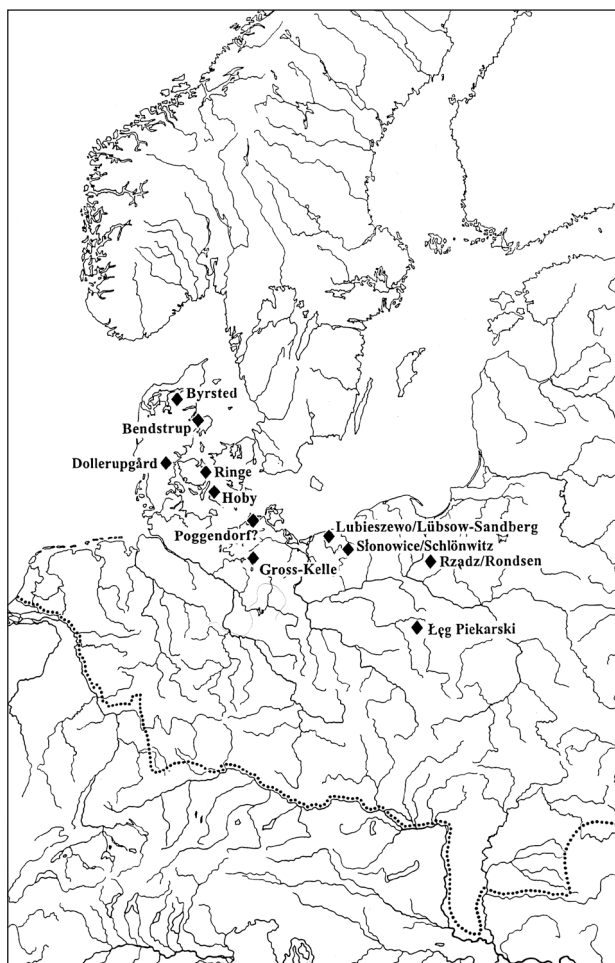 Byrsted
Bendstrup
Dollerupgård
Ringe
Hoby
Poggendorf?
Lubieszewo/Lübsow-Sandberg
Słonowice/Schlönwitz
Gross-Kelle
Rządz/Rondsen
Łęg Piekarski